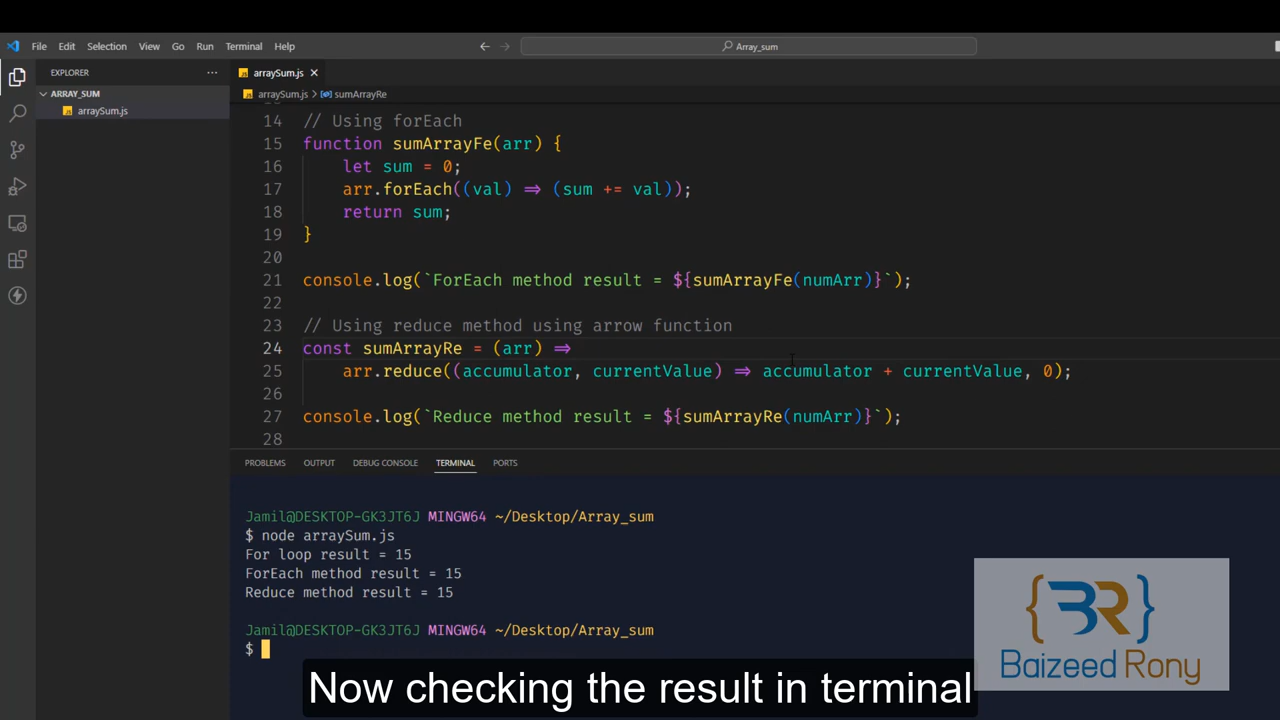 File Edit Selection View Go Run Terminal Help
Array_sum
EXPLORER
arraySum.js
ARRAY_SUM
arraySum.js > sumArrayRe
arraySum.js
14 // Using forEach
15 function sumArrayFe(arr) {
16 let sum = 0;
17 arr.forEach((val) => (sum += val));
18 return sum;
19 }
20
21 console.log(`ForEach method result = ${sumArrayFe(numArr)}`);
22
23 // Using reduce method using arrow function
24 const sumArrayRe = (arr) =>
25 arr.reduce((accumulator, currentValue) => accumulator + currentValue, 0);
26
27 console.log(`Reduce method result = ${sumArrayRe(numArr)}`);
28
PROBLEMS OUTPUT DEBUG CONSOLE TERMINAL PORTS
Jamil@DESKTOP-GK3JT6J MINGW64 ~/Desktop/Array_sum
$ node arraySum.js
For loop result = 15
ForEach method result = 15
Reduce method result = 15
Jamil@DESKTOP-GK3JT6J MINGW64 ~/Desktop/Array_sum
$
{BR}
Baizeed Rony
Now checking the result in terminal